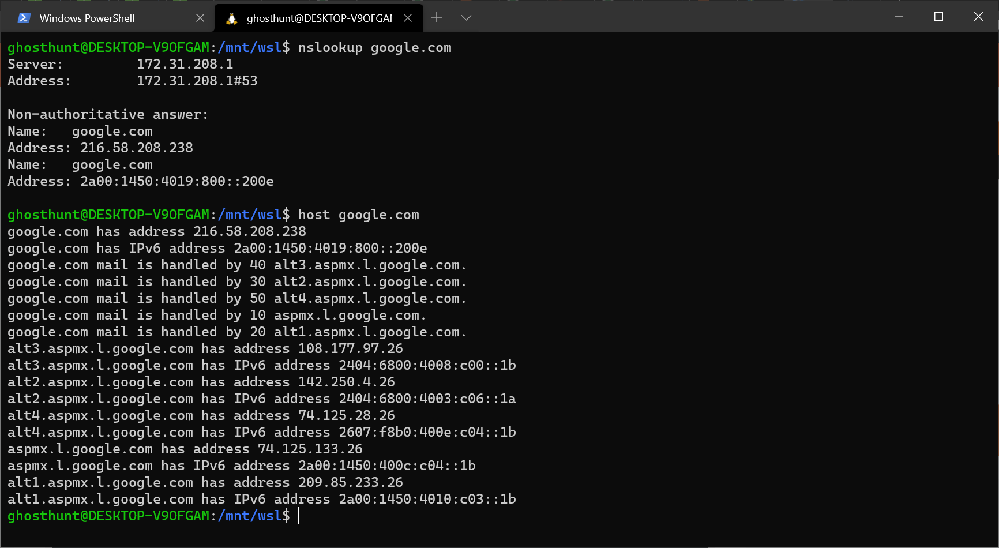 Windows PowerShell
ghosthunt@DESKTOP-V9OFGAM
ghosthunt@DESKTOP-V9OFGAM:/mnt/wsl$ nslookup google.com
Server:         172.31.208.1
Address:        172.31.208.1#53
Non-authoritative answer:
Name:   google.com
Address: 216.58.208.238
Name:   google.com
Address: 2a00:1450:4019:800::200e
ghosthunt@DESKTOP-V9OFGAM:/mnt/wsl$ host google.com
google.com has address 216.58.208.238
google.com has IPv6 address 2a00:1450:4019:800::200e
google.com mail is handled by 40 alt3.aspmx.l.google.com.
google.com mail is handled by 30 alt2.aspmx.l.google.com.
google.com mail is handled by 50 alt4.aspmx.l.google.com.
google.com mail is handled by 10 aspmx.l.google.com.
google.com mail is handled by 20 alt1.aspmx.l.google.com.
alt3.aspmx.l.google.com has address 108.177.97.26
alt3.aspmx.l.google.com has IPv6 address 2404:6800:4008:c00::1b
alt2.aspmx.l.google.com has address 142.250.4.26
alt2.aspmx.l.google.com has IPv6 address 2404:6800:4003:c06::1a
alt4.aspmx.l.google.com has address 74.125.28.26
alt4.aspmx.l.google.com has IPv6 address 2607:f8b0:400e:c04::1b
aspmx.l.google.com has address 74.125.133.26
aspmx.l.google.com has IPv6 address 2a00:1450:400c:c04::1b
alt1.aspmx.l.google.com has address 209.85.233.26
alt1.aspmx.l.google.com has IPv6 address 2a00:1450:4010:c03::1b
ghosthunt@DESKTOP-V9OFGAM:/mnt/wsl$